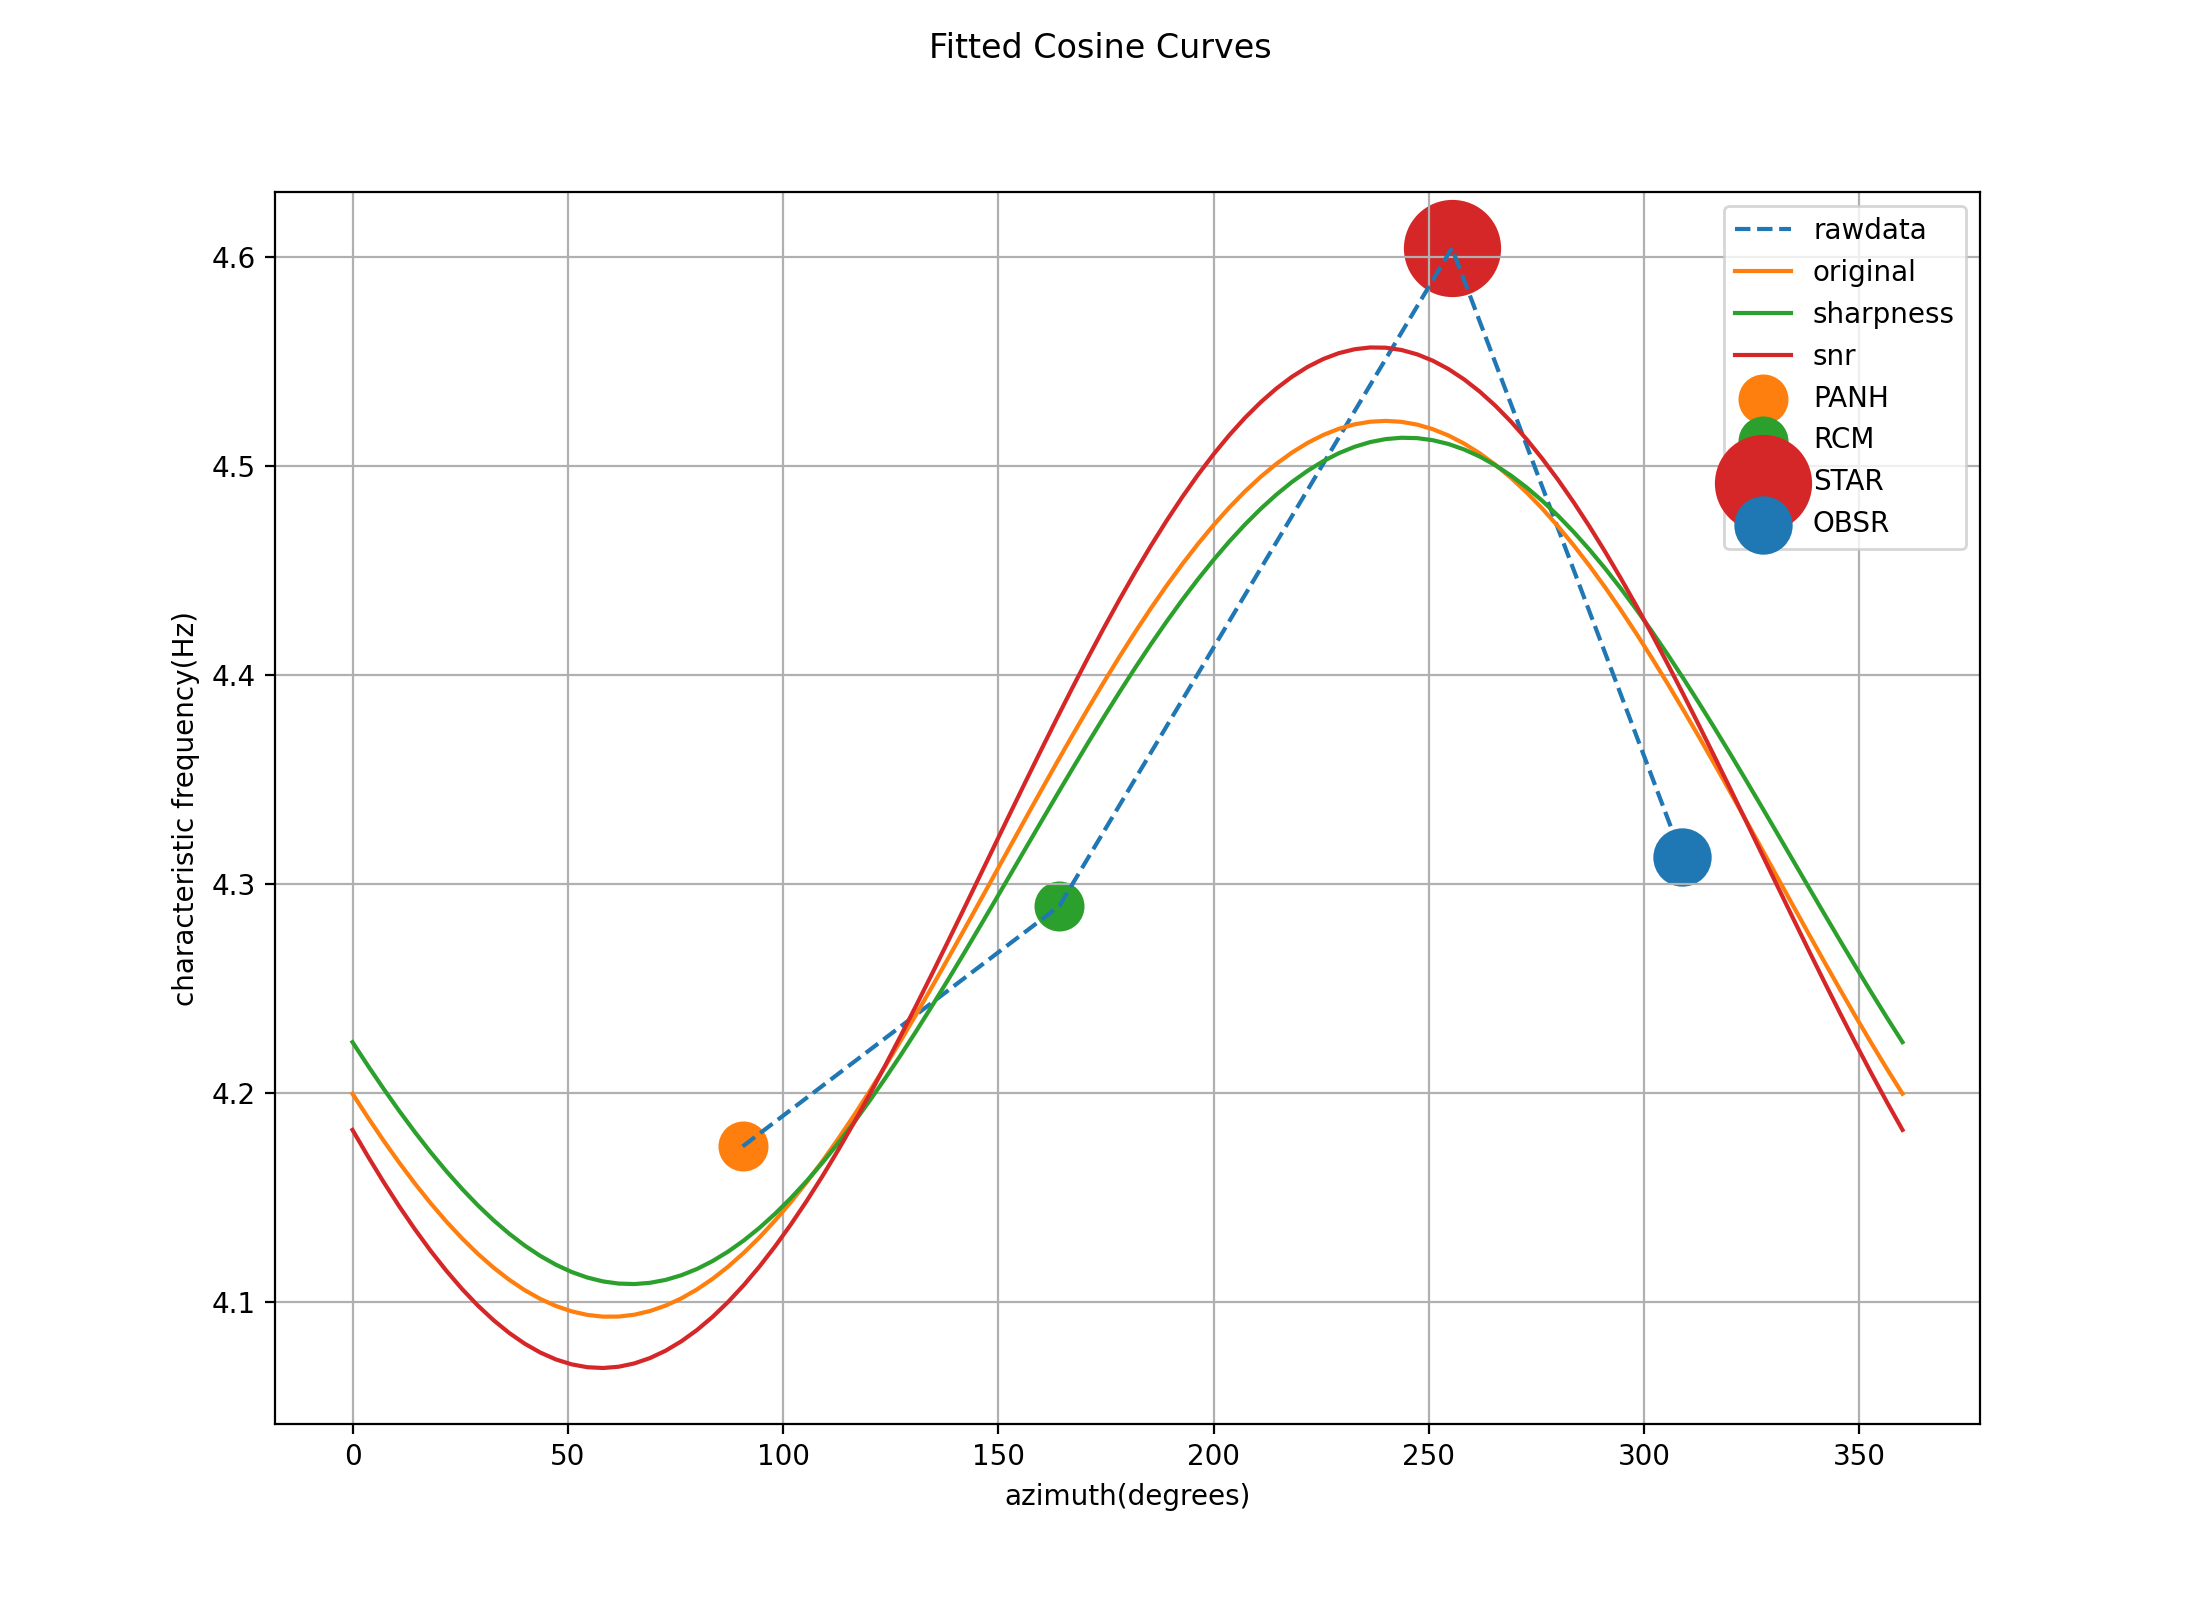 Fitted Cosine Curves
rawdata
original
sharpness
snr
PANH
RCM
STAR
OBSR
4.6
4.5
4.4
4.3
4.2
4.1
characteristic frequency(Hz)
0 50 100 150 200 250 300 350
azimuth(degrees)